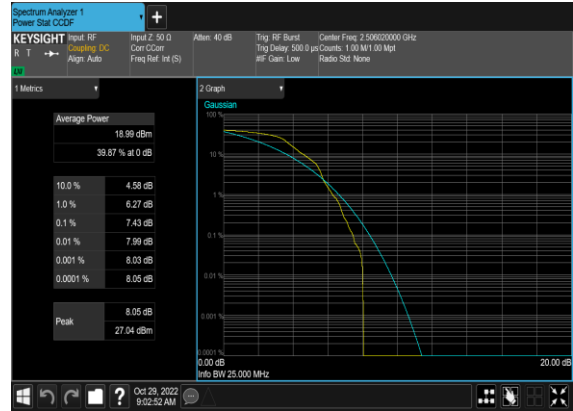 Spectrum Analyzer 1
Power Stat CCDF
KEYSIGHT
R T
LXI
Input: RF
Coupling: DC
Align: Auto
Input Z: 50 Ω
Corr CCorr
Freq Ref: Int (S)
Atten: 40 dB
Trig: RF Burst
Trig Delay: 500.0 µs
#IF Gain: Low
Center Freq: 2.506020000 GHz
Counts: 1.00 M/1.00 Mpt
Radio Std: None
1 Metrics
Average Power
18.99 dBm
39.87 % at 0 dB
10.0 % 4.58 dB
1.0 % 6.27 dB
0.1 % 7.43 dB
0.01 % 7.99 dB
0.001 % 8.03 dB
0.0001 % 8.05 dB
Peak
8.05 dB
27.04 dBm
2 Graph
Gaussian
100 %
10 %
1 %
0.1 %
0.01 %
0.001 %
0.0001 %
0.00 dB 20.00 dB
Info BW 25.000 MHz
?
Oct 29, 2022
9:02:52 AM